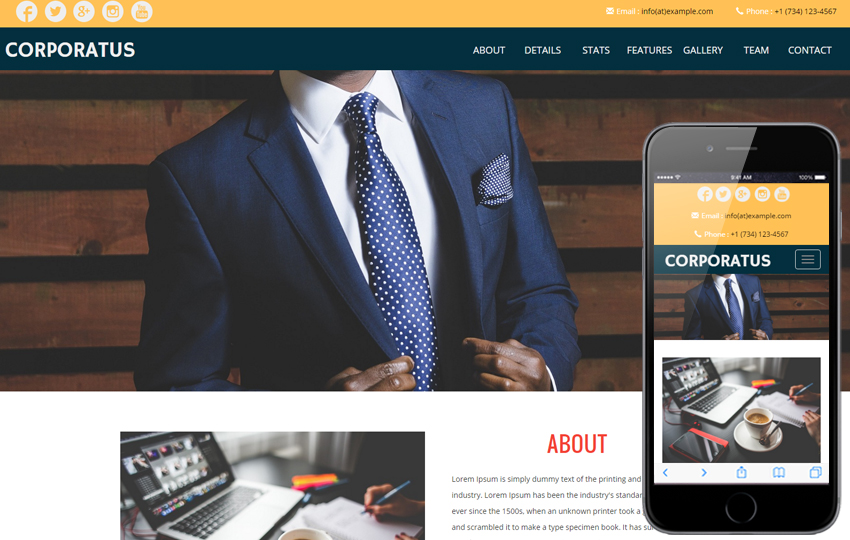 Email : info(at)example.com Phone : +1 (734) 123-4567
CORPORATUS ABOUT DETAILS STATS FEATURES GALLERY TEAM CONTACT
ABOUT
Lorem Ipsum is simply dummy text of the printing and
industry. Lorem Ipsum has been the industry's standar
ever since the 1500s, when an unknown printer took a
and scrambled it to make a type specimen book. It has
9:41 AM 100%
Email : info(at)example.com
Phone : +1 (734) 123-4567
CORPORATUS